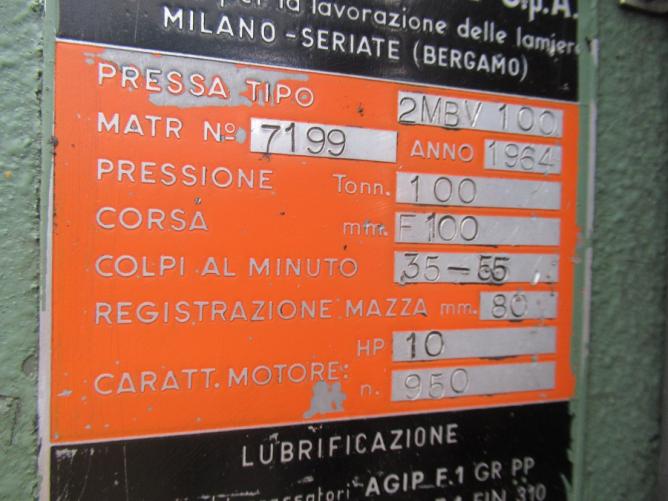 S.p.A.
per la lavorazione delle lamiere
MILANO-SERIATE (BERGAMO)
PRESSA TIPO 2MBV 100
MATR Nº 7199 ANNO 1964
PRESSIONE Tonn. 100
CORSA mm. F 100
COLPI AL MINUTO 35-55
REGISTRAZIONE MAZZA mm. 80
HP 10
CARATT. MOTORE:
n. 950
LUBRIFICAZIONE
AGIP F.1 GR PP
310